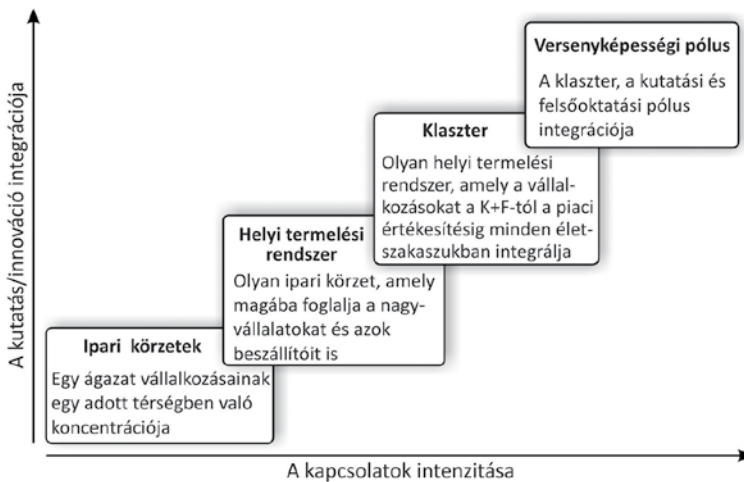 A kutatás/innováció integrációja
Versenyképességi pólus
A klaszter, a kutatási és
felsőoktatási pólus
integrációja
Klaszter
Olyan helyi termelési
rendszer, amely a vállal-
kozásokat a K+F-tól a piaci
értékesítésig minden élet-
szakaszukban integrálja
Helyi termelési
rendszer
Olyan ipari körzet, amely
magába foglalja a nagy-
vállalatokat és azok
beszállítóit is
Ipari körzetek
Egy ágazat vállalkozásainak
egy adott térségben való
koncentrációja
A kapcsolatok intenzitása